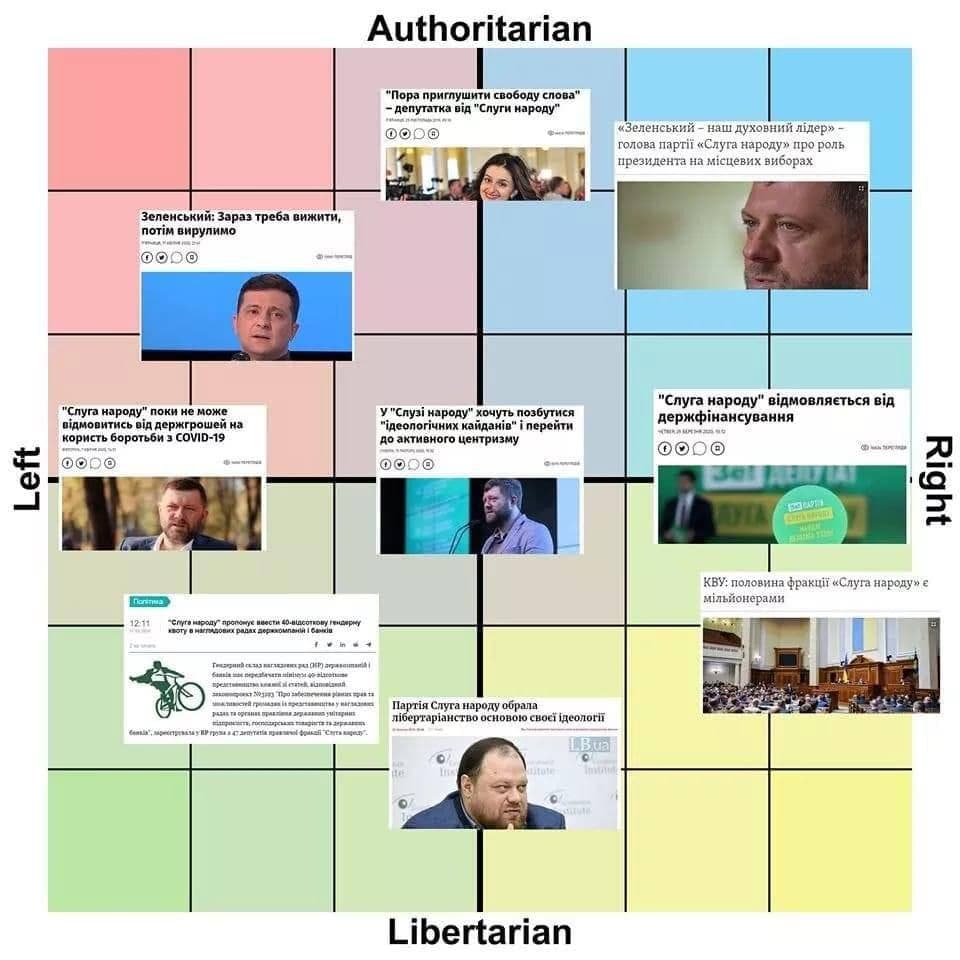 Authoritarian
"Пора приглушити свободу слова"
– депутатка від "Слуги народу"
«Зеленський – наш духовний лідер» –
голова партії «Слуга народу» про роль
президента на місцевих виборах
Зеленський: Зараз треба вижити,
потім вирулимо
"Слуга народу" поки не може
відмовитись від держгрошей на
користь боротьби з COVID-19
У "Слузі народу" хочуть позбутися
"ідеологічних кайданів" і перейти
до активного центризму
"Слуга народу" відмовляється від
держфінансування
Left
Right
КВУ: половина фракції «Слуга народу» є
мільйонерами
Політика
12:11
"Слуга народу" пропонує ввести 40-відсоткову гендерну
квоту в наглядових радах держкомпаній і банків
Гендерний склад наглядових рад (НР) держкомпаній і
банків має передбачати мінімум 40-відсоткове
представництво кожної зі статей, відповідний
законопроект "Про забезпечення рівних прав та
можливостей громадян із представництва у наглядових
радах та органах правління державних унітарних
підприємств, господарських товариств та державних
банків", зареєструвала у ВР група з 47 депутатів правлячої фракції "Слуга народу".
Партія Слуга народу обрала
лібертаріанство основою своєї ідеології
LB.ua
Libertarian